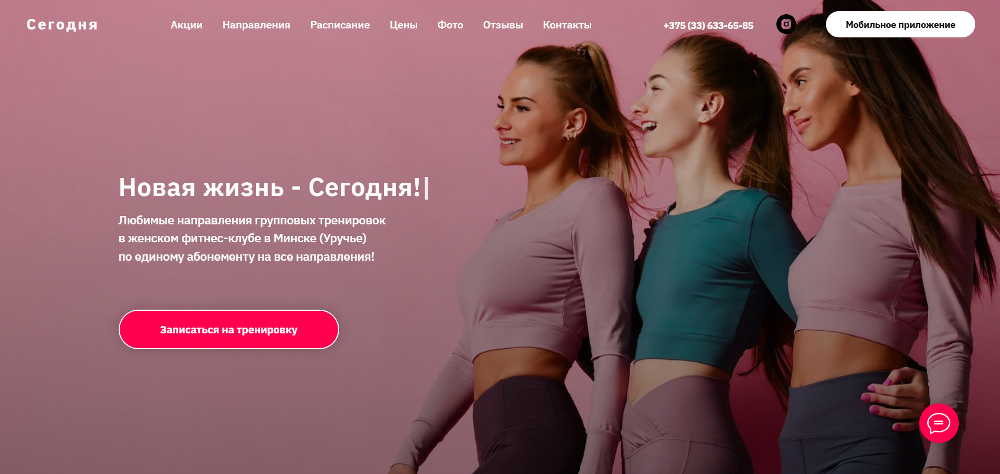 Сегодня
Акции
Направления
Расписание
Цены
Фото
Отзывы
Контакты
+375 (33) 633-65-85
Мобильное приложение
Новая жизнь - Сегодня!|
Любимые направления групповых тренировок
в женском фитнес-клубе в Минске (Уручье)
по единому абонементу на все направления!
Записаться на тренировку